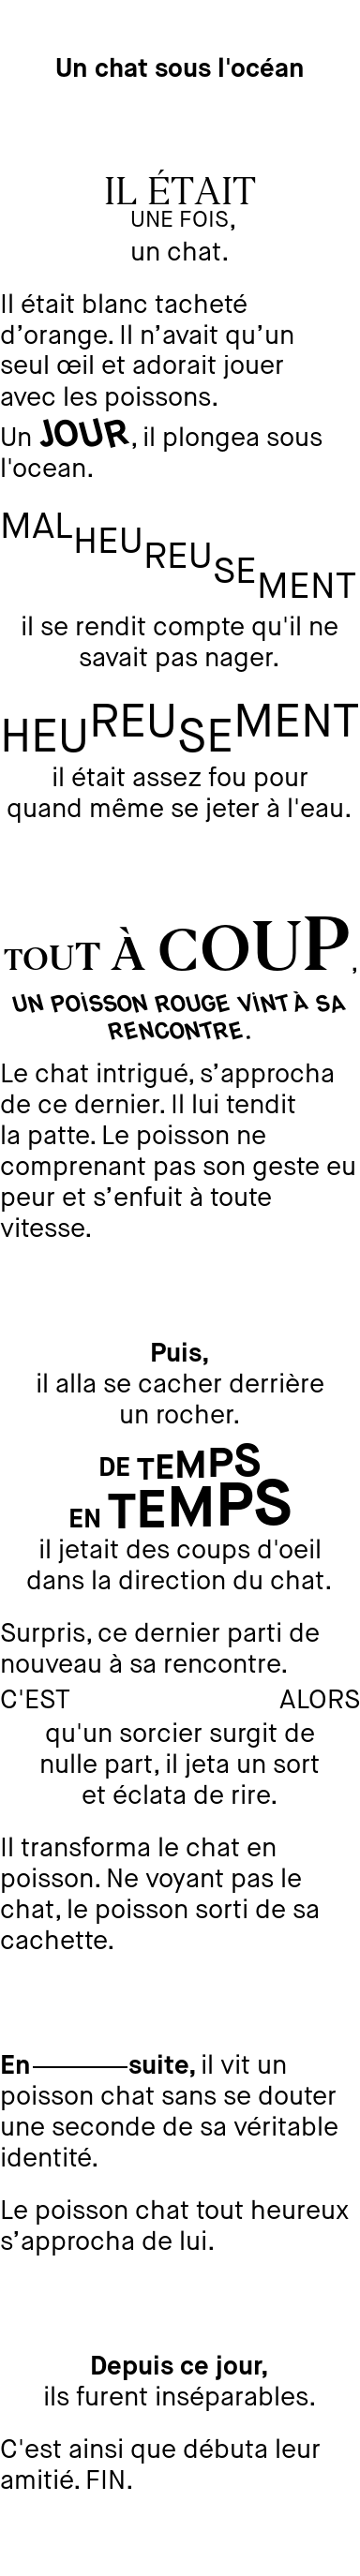 Un chat sous l'océan
IL ÉTAIT
UNE FOIS,
un chat.
Il était blanc tacheté
d’orange. Il n’avait qu’un
seul œil et adorait jouer
avec les poissons.
Un JOUR, il plongea sous
l'ocean.
MALHEUREUSEMENT
il se rendit compte qu'il ne
savait pas nager.
HEUREUSEMENT
il était assez fou pour
quand même se jeter à l'eau.
TOUT À COUP,
UN POISSON ROUGE VINT À SA
RENCONTRE.
Le chat intrigué, s’approcha
de ce dernier. Il lui tendit
la patte. Le poisson ne
comprenant pas son geste eu
peur et s’enfuit à toute
vitesse.
Puis,
il alla se cacher derrière
un rocher.
DE TEMPS
EN TEMPS
il jetait des coups d'oeil
dans la direction du chat.
Surpris, ce dernier parti de
nouveau à sa rencontre.
C'EST ALORS
qu'un sorcier surgit de
nulle part, il jeta un sort
et éclata de rire.
Il transforma le chat en
poisson. Ne voyant pas le
chat, le poisson sorti de sa
cachette.
En———suite, il vit un
poisson chat sans se douter
une seconde de sa véritable
identité.
Le poisson chat tout heureux
s’approcha de lui.
Depuis ce jour,
ils furent inséparables.
C'est ainsi que débuta leur
amitié. FIN.